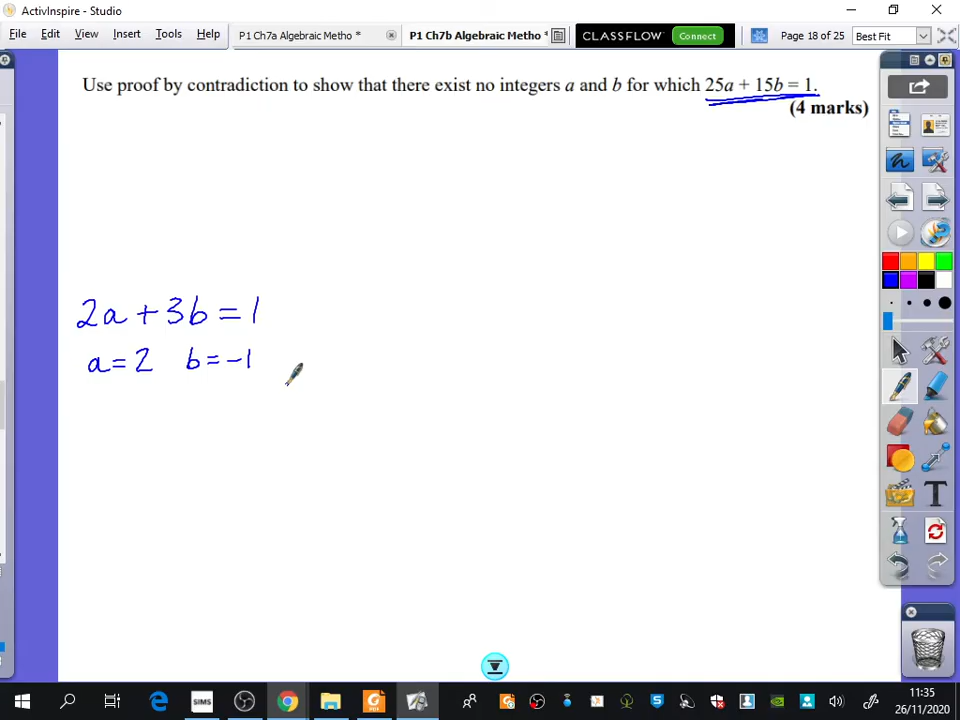 ActivInspire - Studio
File Edit View Insert Tools Help
P1 Ch7a Algebraic Metho *
P1 Ch7b Algebraic Metho *
CLASSFLOW Connect
Page 18 of 25
Best Fit
Use proof by contradiction to show that there exist no integers a and b for which 25a + 15b = 1.
(4 marks)
2a + 3b = 1
a = 2 b = -1
SIMS
11:35
26/11/2020